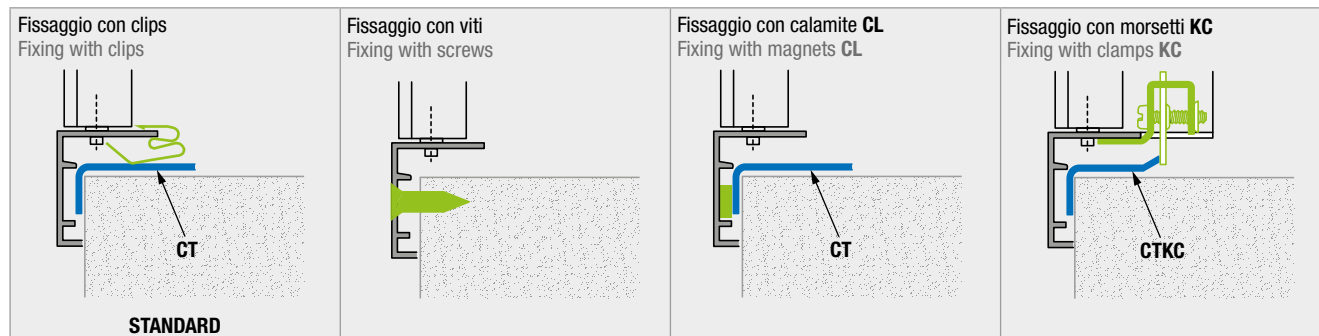 Fissaggio con clips
Fixing with clips
CT
STANDARD
Fissaggio con viti
Fixing with screws
Fissaggio con calamite CL
Fixing with magnets CL
CT
Fissaggio con morsetti KC
Fixing with clamps KC
CTKC